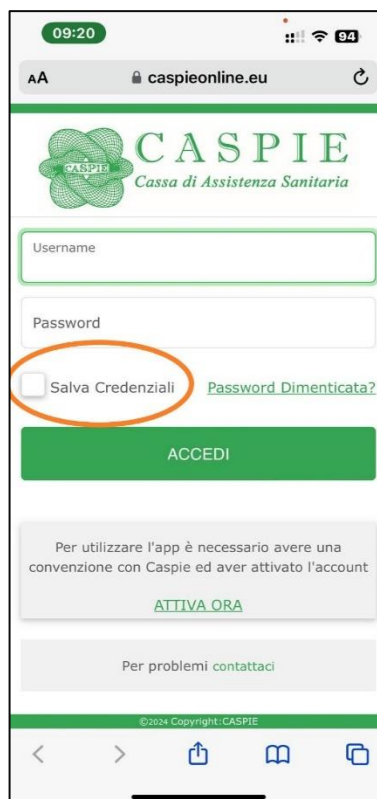 09:20
94
AA
caspieonline.eu
CASPIE
CASPIE
Cassa di Assistenza Sanitaria
Username
Password
Salva Credenziali
Password Dimenticata?
ACCEDI
Per utilizzare l'app è necessario avere una
convenzione con Caspie ed aver attivato l'account
ATTIVA ORA
Per problemi contattaci
©2024 Copyright:CASPIE